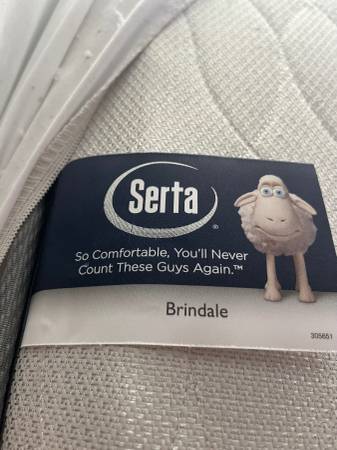 Serta®
So Comfortable, You'll Never
Count These Guys Again.™
Brindale
305651